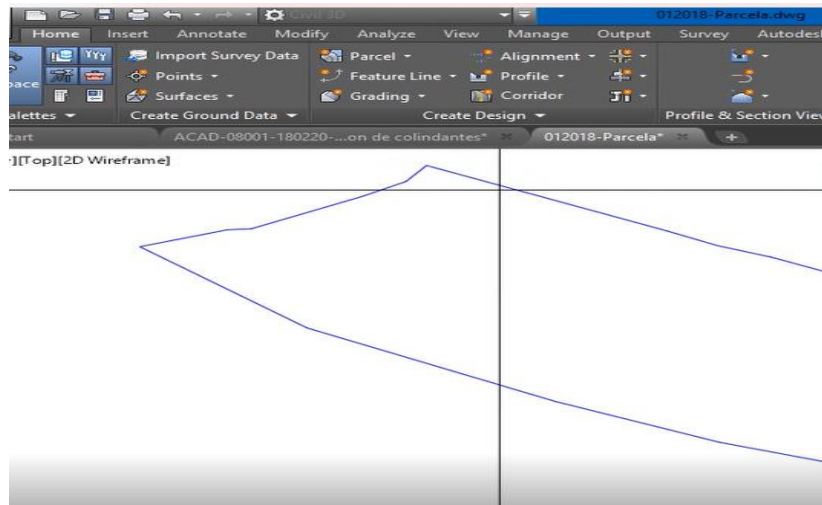 Civil 3D 012018-Parcela.dwg
Home Insert Annotate Modify Analyze View Manage Output Survey Autodesk
Import Survey Data Parcel Alignment
Points Feature Line Profile
Surfaces Grading Corridor
Create Ground Data Create Design Profile & Section View
ACAD-08001-180220-...on de colindantes* 012018-Parcela*
][Top][2D Wireframe]